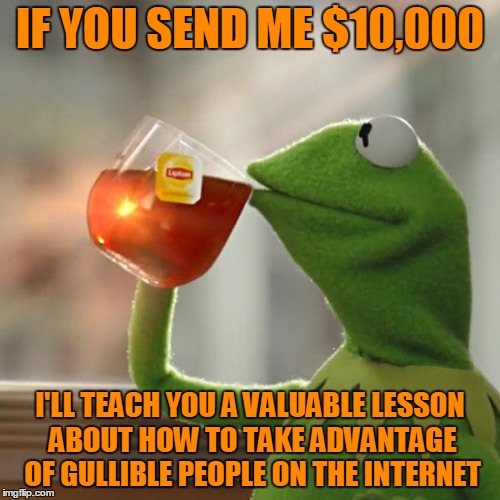 IF YOU SEND ME $10,000
Lipton
I'LL TEACH YOU A VALUABLE LESSON
ABOUT HOW TO TAKE ADVANTAGE
OF GULLIBLE PEOPLE ON THE INTERNET
imgflip.com